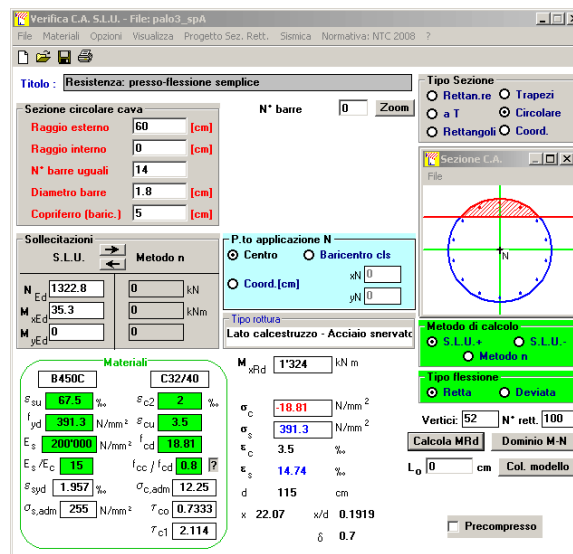 Verifica C.A. S.L.U. - File: palo3_spA
File Materiali Opzioni Visualizza Progetto Sez. Rett. Sismica Normativa: NTC 2008 ?
Titolo : Resistenza: presso-flessione semplice
Sezione circolare cava
Raggio esterno 60 [cm]
Raggio interno 0 [cm]
N° barre uguali 14
Diametro barre 1.8 [cm]
Copriferro (baric.) 5 [cm]
N° barre 0 Zoom
Tipo Sezione
Rettan.re Trapezi
a T Circolare
Rettangoli Coord.
Sezione C.A.
File
N
Sollecitazioni
S.L.U. Metodo n
N Ed 1322.8 0 kN
M xEd 35.3 0 kNm
M yEd 0 0
P.to applicazione N
Centro Baricentro cls
Coord.[cm] xN 0
yN 0
Tipo rottura
Lato calcestruzzo - Acciaio snervato
Metodo di calcolo
S.L.U.+ S.L.U.-
Metodo n
Tipo flessione
Retta Deviata
Vertici: 52 N° rett. 100
Calcola MRd Dominio M-N
L₀ 0 cm Col. modello
Precompresso
Materiali
B450C C32/40
εsu 67.5 ‰ εc2 2 ‰
fyd 391.3 N/mm² εcu 3.5
Es 200'000 N/mm² fcd 18.81
Es/Ec 15 fcc / fcd 0.8 ?
εsyd 1.957 ‰ σc,adm 12.25
σs,adm 255 N/mm² τco 0.7333
τc1 2.114
M xRd 1'324 kN m
σc -18.81 N/mm²
σs 391.3 N/mm²
εc 3.5 ‰
εs 14.74 ‰
d 115 cm
x 22.07 x/d 0.1919
δ 0.7